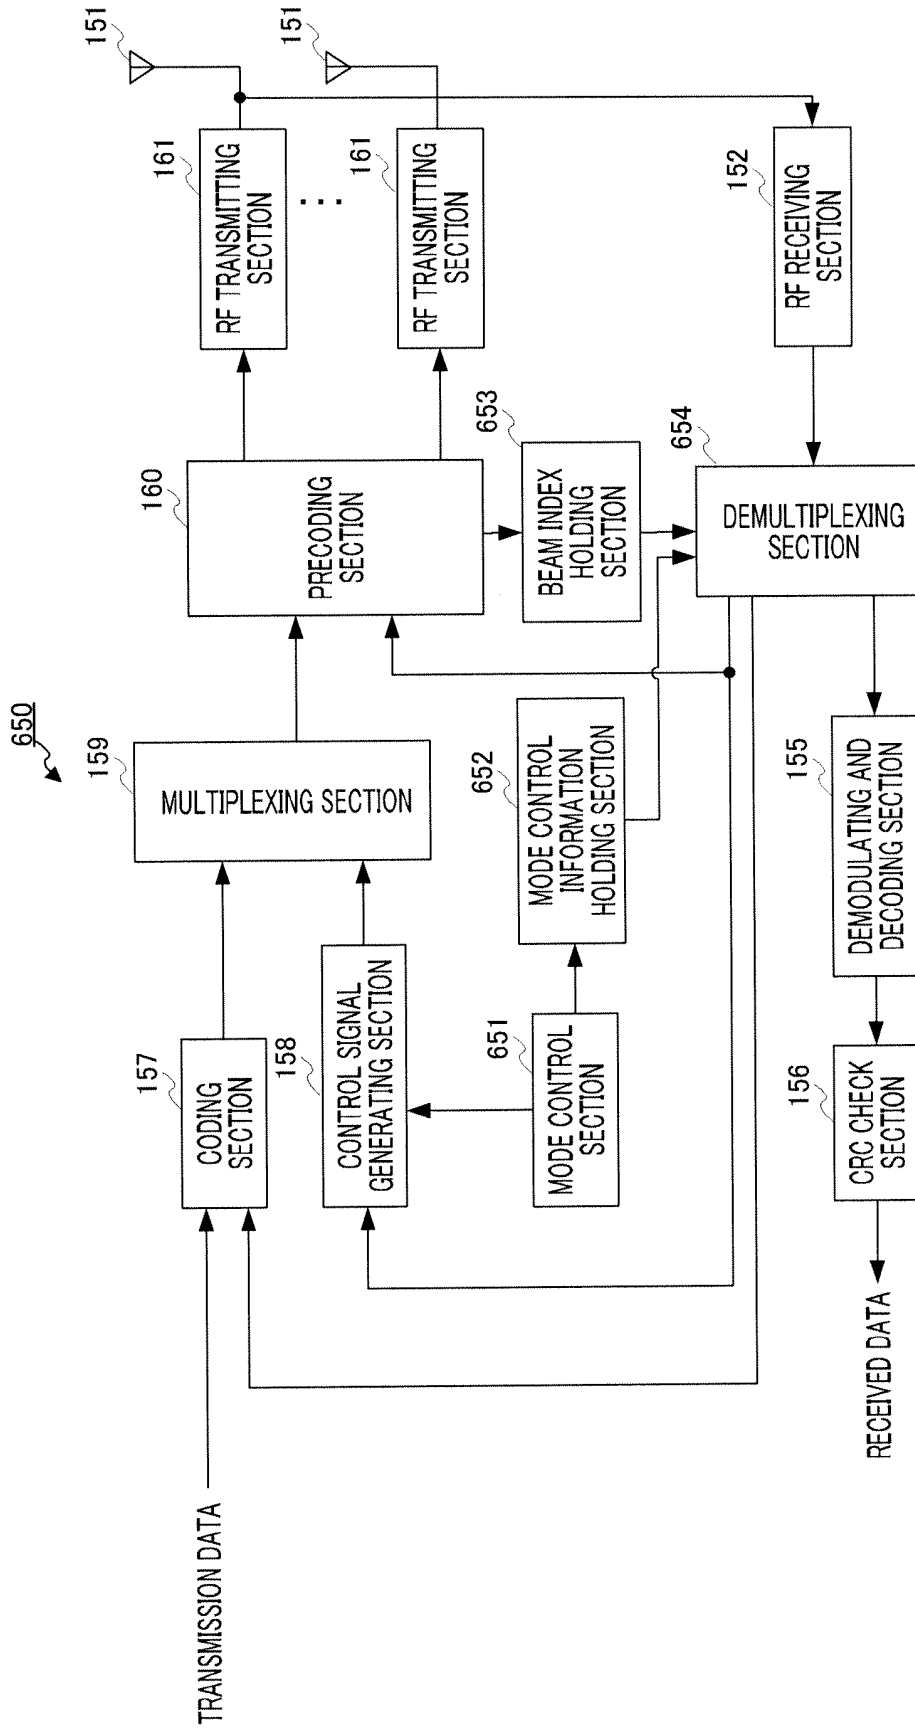 650
TRANSMISSION DATA
157
CODING
SECTION
158
CONTROL SIGNAL
GENERATING SECTION
159
MULTIPLEXING SECTION
160
PRECODING
SECTION
161
RF TRANSMITTING
SECTION
...
161
RF TRANSMITTING
SECTION
151
151
651
MODE CONTROL
SECTION
652
MODE CONTROL
INFORMATION
HOLDING SECTION
653
BEAM INDEX
HOLDING
SECTION
654
DEMULTIPLEXING
SECTION
152
RF RECEIVING
SECTION
155
DEMODULATING AND
DECODING SECTION
156
CRC CHECK
SECTION
RECEIVED DATA